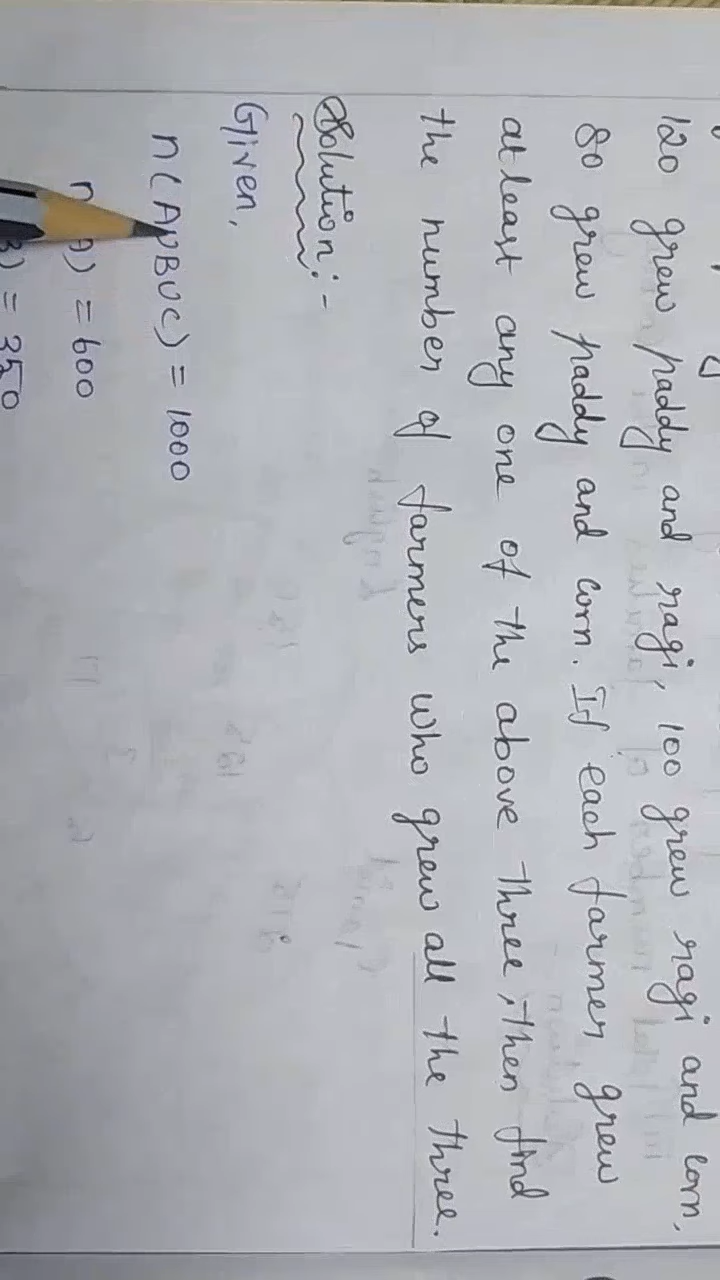 120 grew paddy and ragi, 100 grew ragi and corn,
80 grew paddy and corn. If each farmer grew
at least any one of the above three, then find
the number of farmers who grew all the three.
Solution:-
Given,
n(A∪B∪C) = 1000
n ) = 600
) = 350